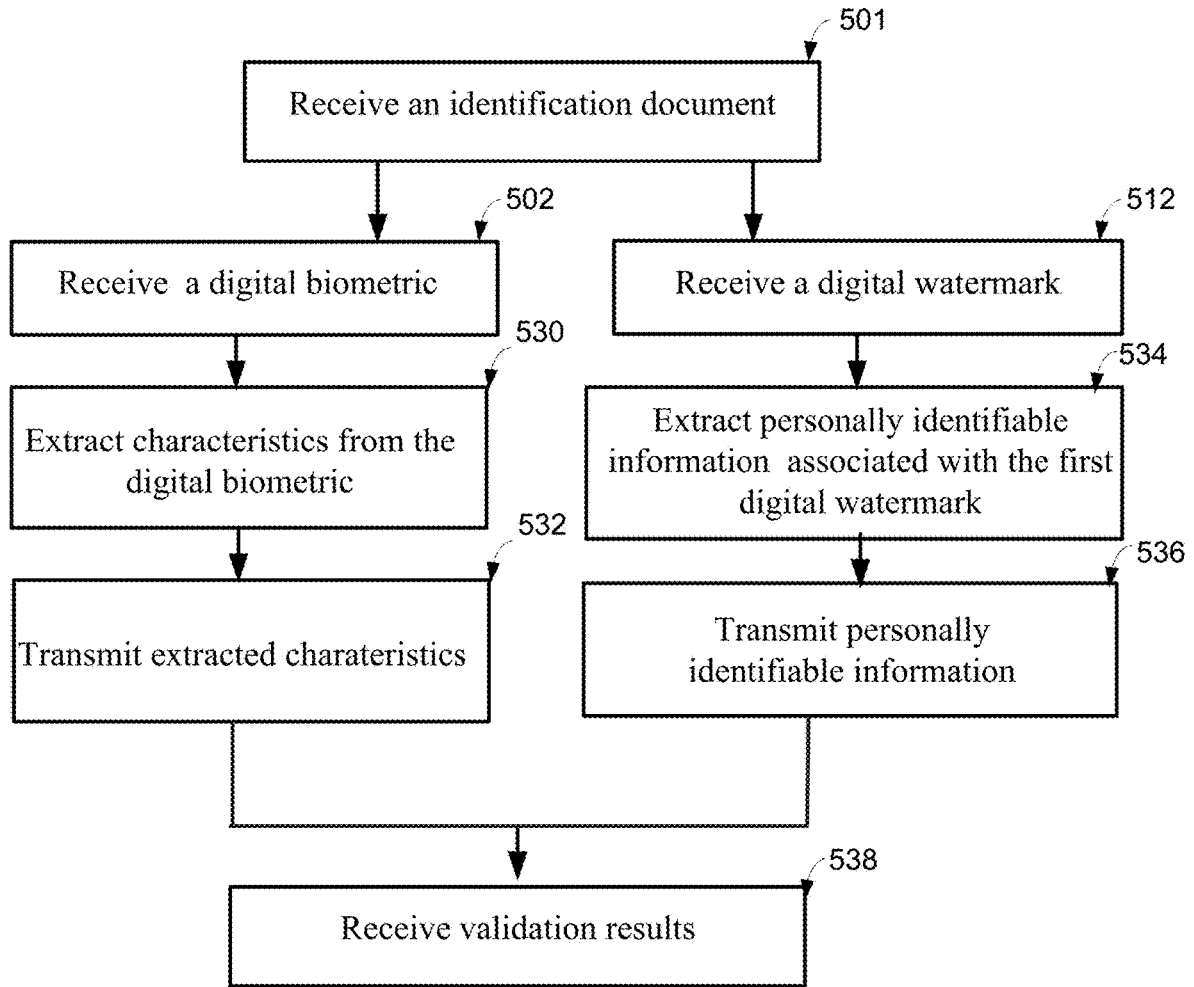 501
Receive an identification document
502
Receive a digital biometric
512
Receive a digital watermark
530
Extract characteristics from the
digital biometric
534
Extract personally identifiable
information associated with the first
digital watermark
532
Transmit extracted charateristics
536
Transmit personally
identifiable information
538
Receive validation results